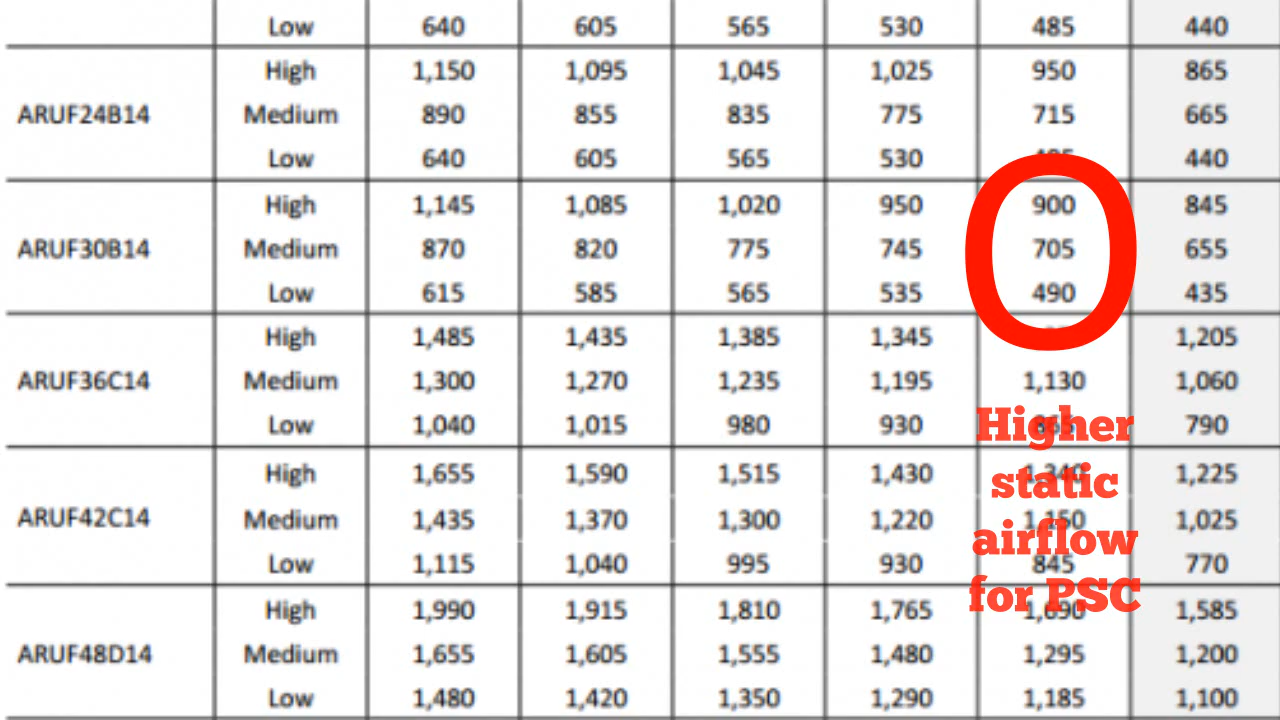 Low 640 605 565 530 485 440
High 1,150 1,095 1,045 1,025 950 865
ARUF24B14 Medium 890 855 835 775 715 665
Low 640 605 565 530 485 440
High 1,145 1,085 1,020 950 900 845
ARUF30B14 Medium 870 820 775 745 705 655
Low 615 585 565 535 490 435
High 1,485 1,435 1,385 1,345 1,205
ARUF36C14 Medium 1,300 1,270 1,235 1,195 1,130 1,060
Low 1,040 1,015 980 930 790
High 1,655 1,590 1,515 1,430 1,340 1,225
ARUF42C14 Medium 1,435 1,370 1,300 1,220 1,150 1,025
Low 1,115 1,040 995 930 845 770
High 1,990 1,915 1,810 1,765 1,690 1,585
ARUF48D14 Medium 1,655 1,605 1,555 1,480 1,295 1,200
Low 1,480 1,420 1,350 1,290 1,185 1,100
Higher
static
airflow
for PSC